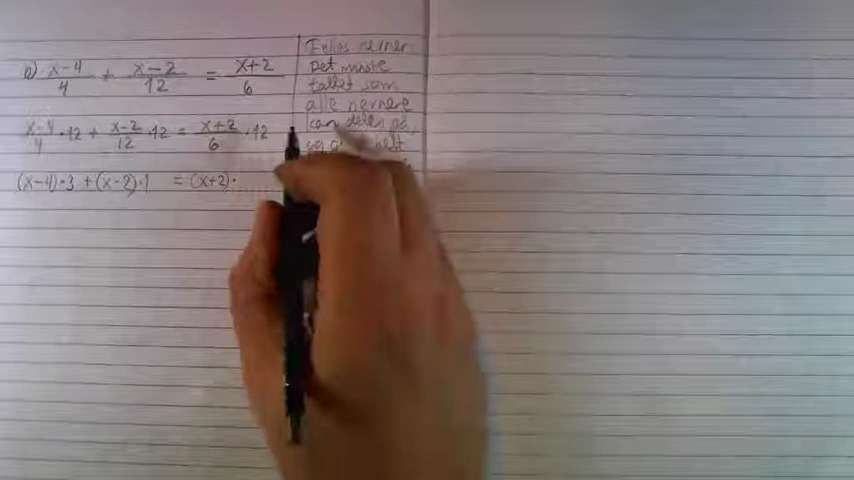 a) x-4/4 + x-2/12 = x+2/6
x-4/4 · 12 + x-2/12 · 12 = x+2/6 · 12
(x-4)·3 + (x-2)·1 = (x+2)·
Felles nevner
Det minste
tallet som
alle nevnere
kan deles på,